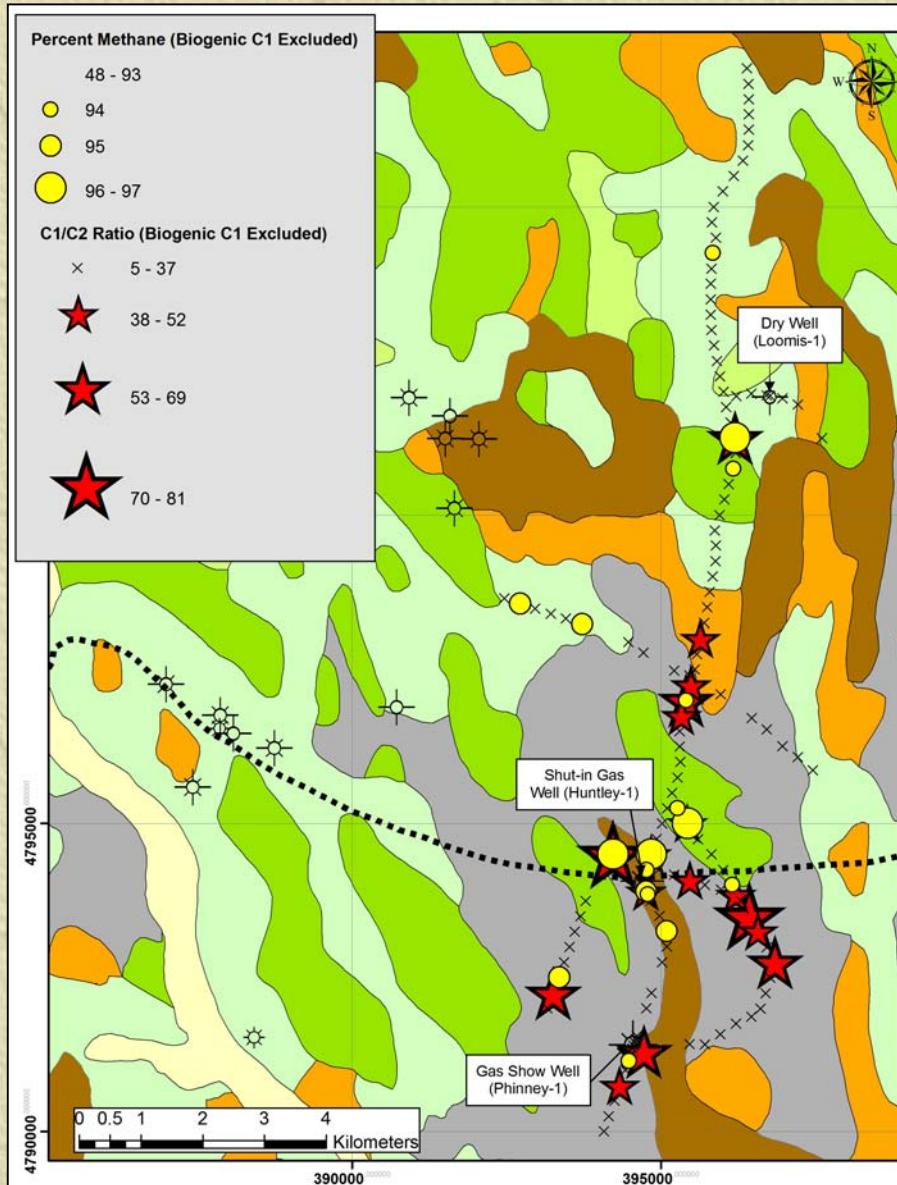 Percent Methane (Biogenic C1 Excluded)
48 - 93
94
95
96 - 97
C1/C2 Ratio (Biogenic C1 Excluded)
5 - 37
38 - 52
53 - 69
70 - 81
N
W
S
Dry Well
(Loomis-1)
Shut-in Gas
Well (Huntley-1)
Gas Show Well
(Phinney-1)
4795000
4790000
0 0.5 1 2 3 4
Kilometers
390000
395000